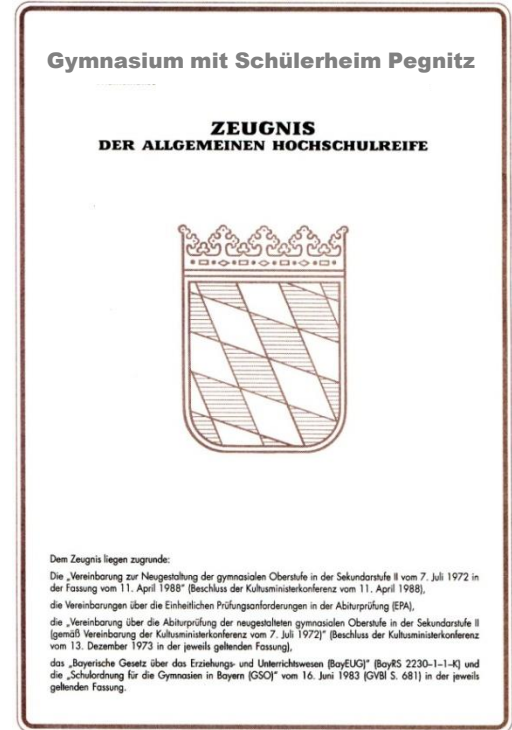 Gymnasium mit Schülerheim Pegnitz
ZEUGNIS
DER ALLGEMEINEN HOCHSCHULREIFE
Dem Zeugnis liegen zugrunde:
Die „Vereinbarung zur Neugestaltung der gymnasialen Oberstufe in der Sekundarstufe II vom 7. Juli 1972 in
der Fassung vom 11. April 1988" (Beschluss der Kultusministerkonferenz vom 11. April 1988),
die Vereinbarungen über die Einheitlichen Prüfungsanforderungen in der Abiturprüfung (EPA),
die „Vereinbarung über die Abiturprüfung der neugestalteten gymnasialen Oberstufe in der Sekundarstufe II
(gemäß Vereinbarung der Kultusministerkonferenz vom 7. Juli 1972)" (Beschluss der Kultusministerkonferenz
vom 13. Dezember 1973 in der jeweils geltenden Fassung),
das „Bayerische Gesetz über das Erziehungs- und Unterrichtswesen (BayEUG)" (BayRS 2230–1–1–K) und
die „Schulordnung für die Gymnasien in Bayern (GSO)" vom 16. Juni 1983 (GVBl S. 681) in der jeweils
geltenden Fassung.